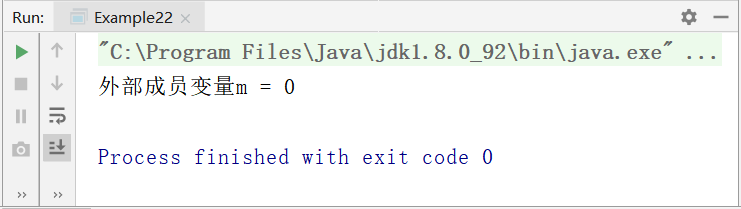 Run: Example22
"C:\Program Files\Java\jdk1.8.0_92\bin\java.exe" ...
外部成员变量m = 0
Process finished with exit code 0